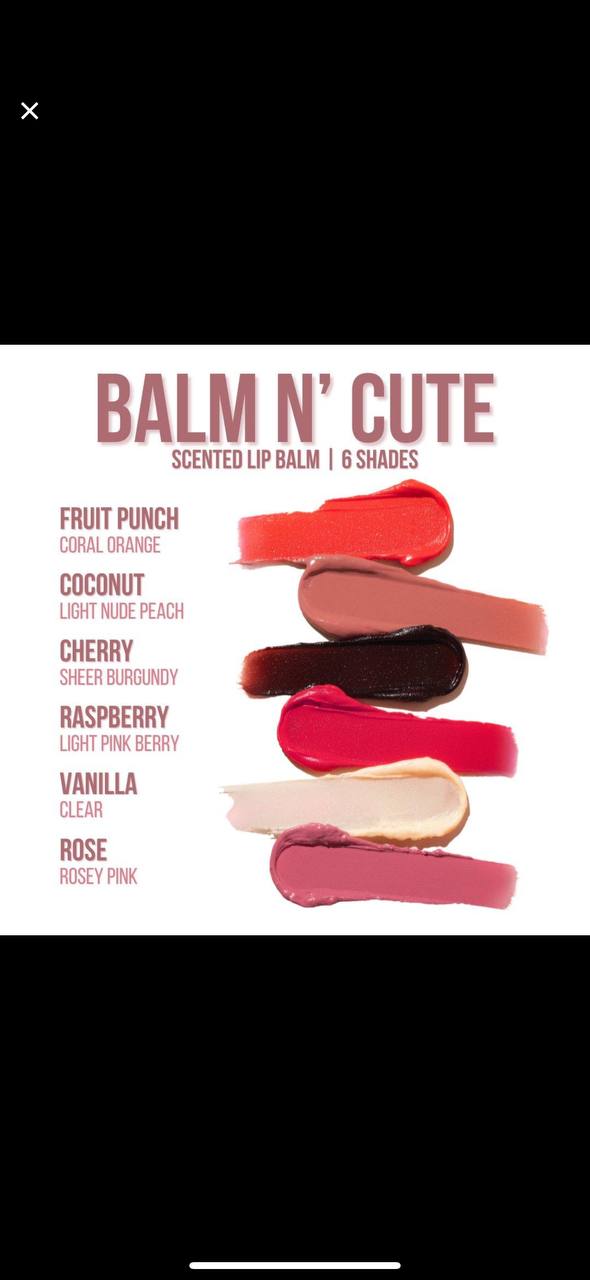 BALM N' CUTE
SCENTED LIP BALM | 6 SHADES
FRUIT PUNCH
CORAL ORANGE
COCONUT
LIGHT NUDE PEACH
CHERRY
SHEER BURGUNDY
RASPBERRY
LIGHT PINK BERRY
VANILLA
CLEAR
ROSE
ROSEY PINK